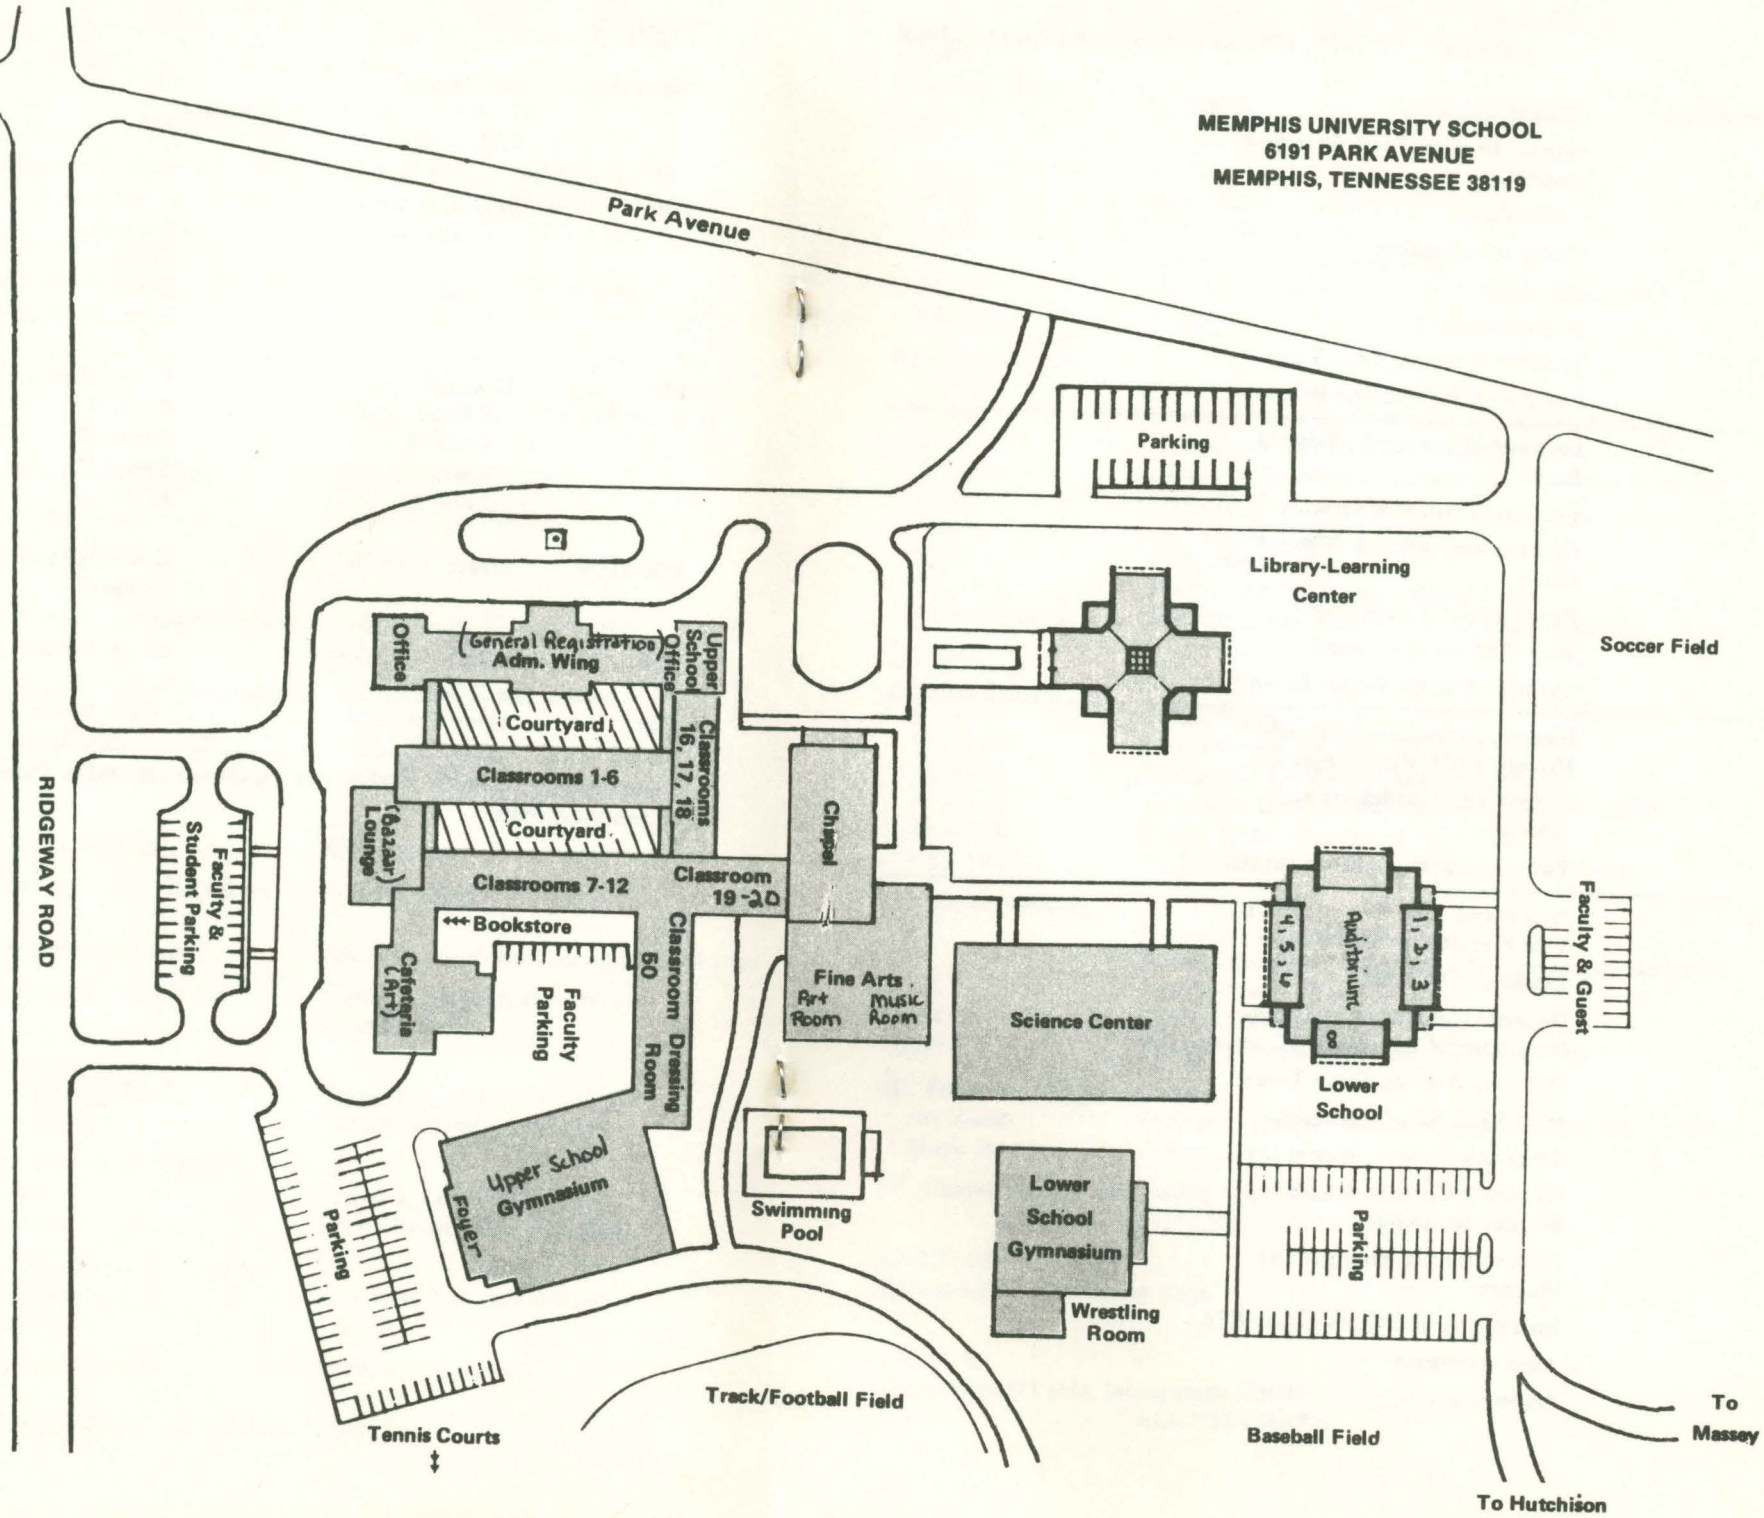 MEMPHIS UNIVERSITY SCHOOL
6191 PARK AVENUE
MEMPHIS, TENNESSEE 38119
Park Avenue
Parking
Library-Learning
Center
Soccer Field
Office
(General Registration)
Adm. Wing
Office
Upper
School
Courtyard
Classrooms
16, 17, 18
Classrooms 1-6
Courtyard
(Bazaar)
Lounge
Chapel
RIDGEWAY ROAD
Faculty &
Student Parking
Classrooms 7-12
Classroom
19-20
Bookstore
Classroom
50
Dressing
Room
Cafeteria
(Art)
Faculty
Parking
Fine Arts
Art
Room
Music
Room
Science Center
4, 5, 6
Auditorium
1, 2, 3
8
Lower
School
Faculty & Guest
Upper School
Gymnasium
Foyer
Parking
Swimming
Pool
Lower
School
Gymnasium
Wrestling
Room
Parking
Track/Football Field
Tennis Courts
Baseball Field
To
Massey
To Hutchison